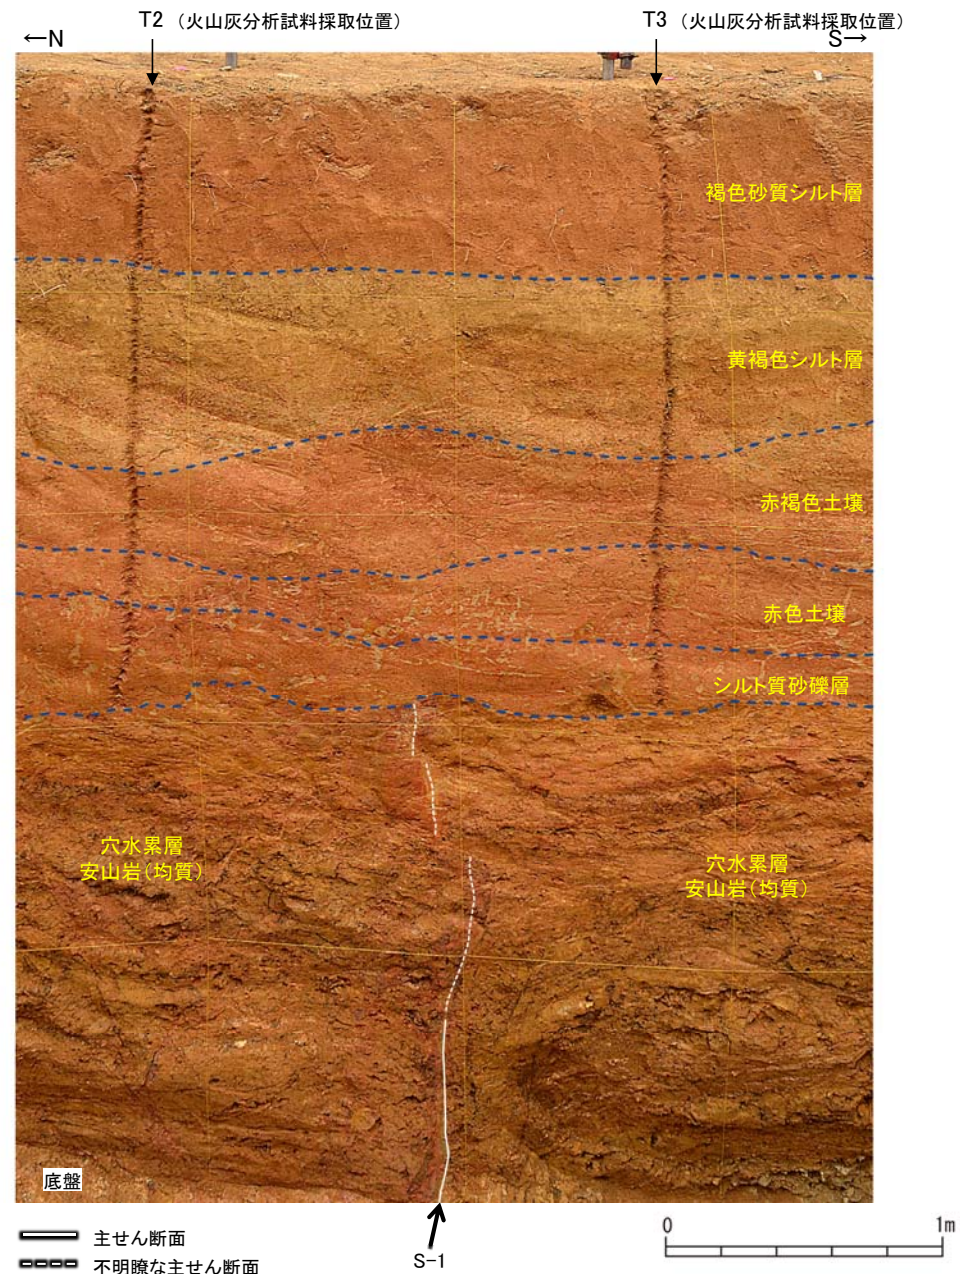 T2 （火山灰分析試料採取位置）
T3 （火山灰分析試料採取位置）
←N
S→
褐色砂質シルト層
黄褐色シルト層
赤褐色土壌
赤色土壌
シルト質砂礫層
穴水累層
安山岩（均質）
穴水累層
安山岩（均質）
底盤
主せん断面
不明瞭な主せん断面
S-1
0
1m